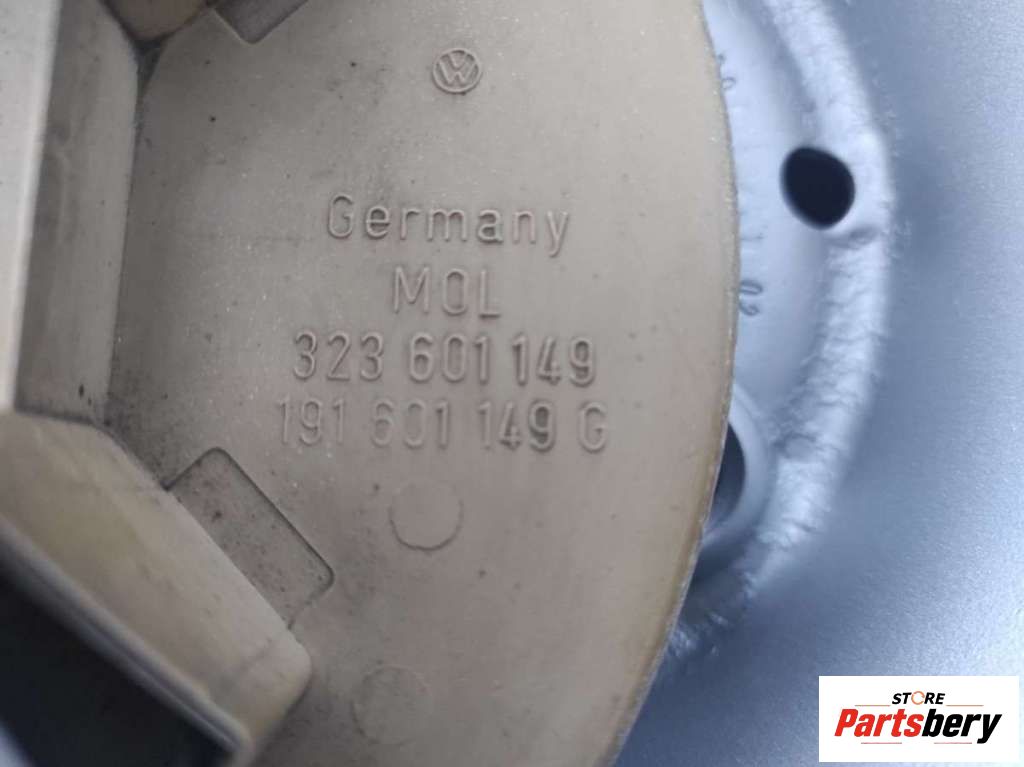 Germany
MOL
323 601 149
191 601 149 G
STORE
Partsbery